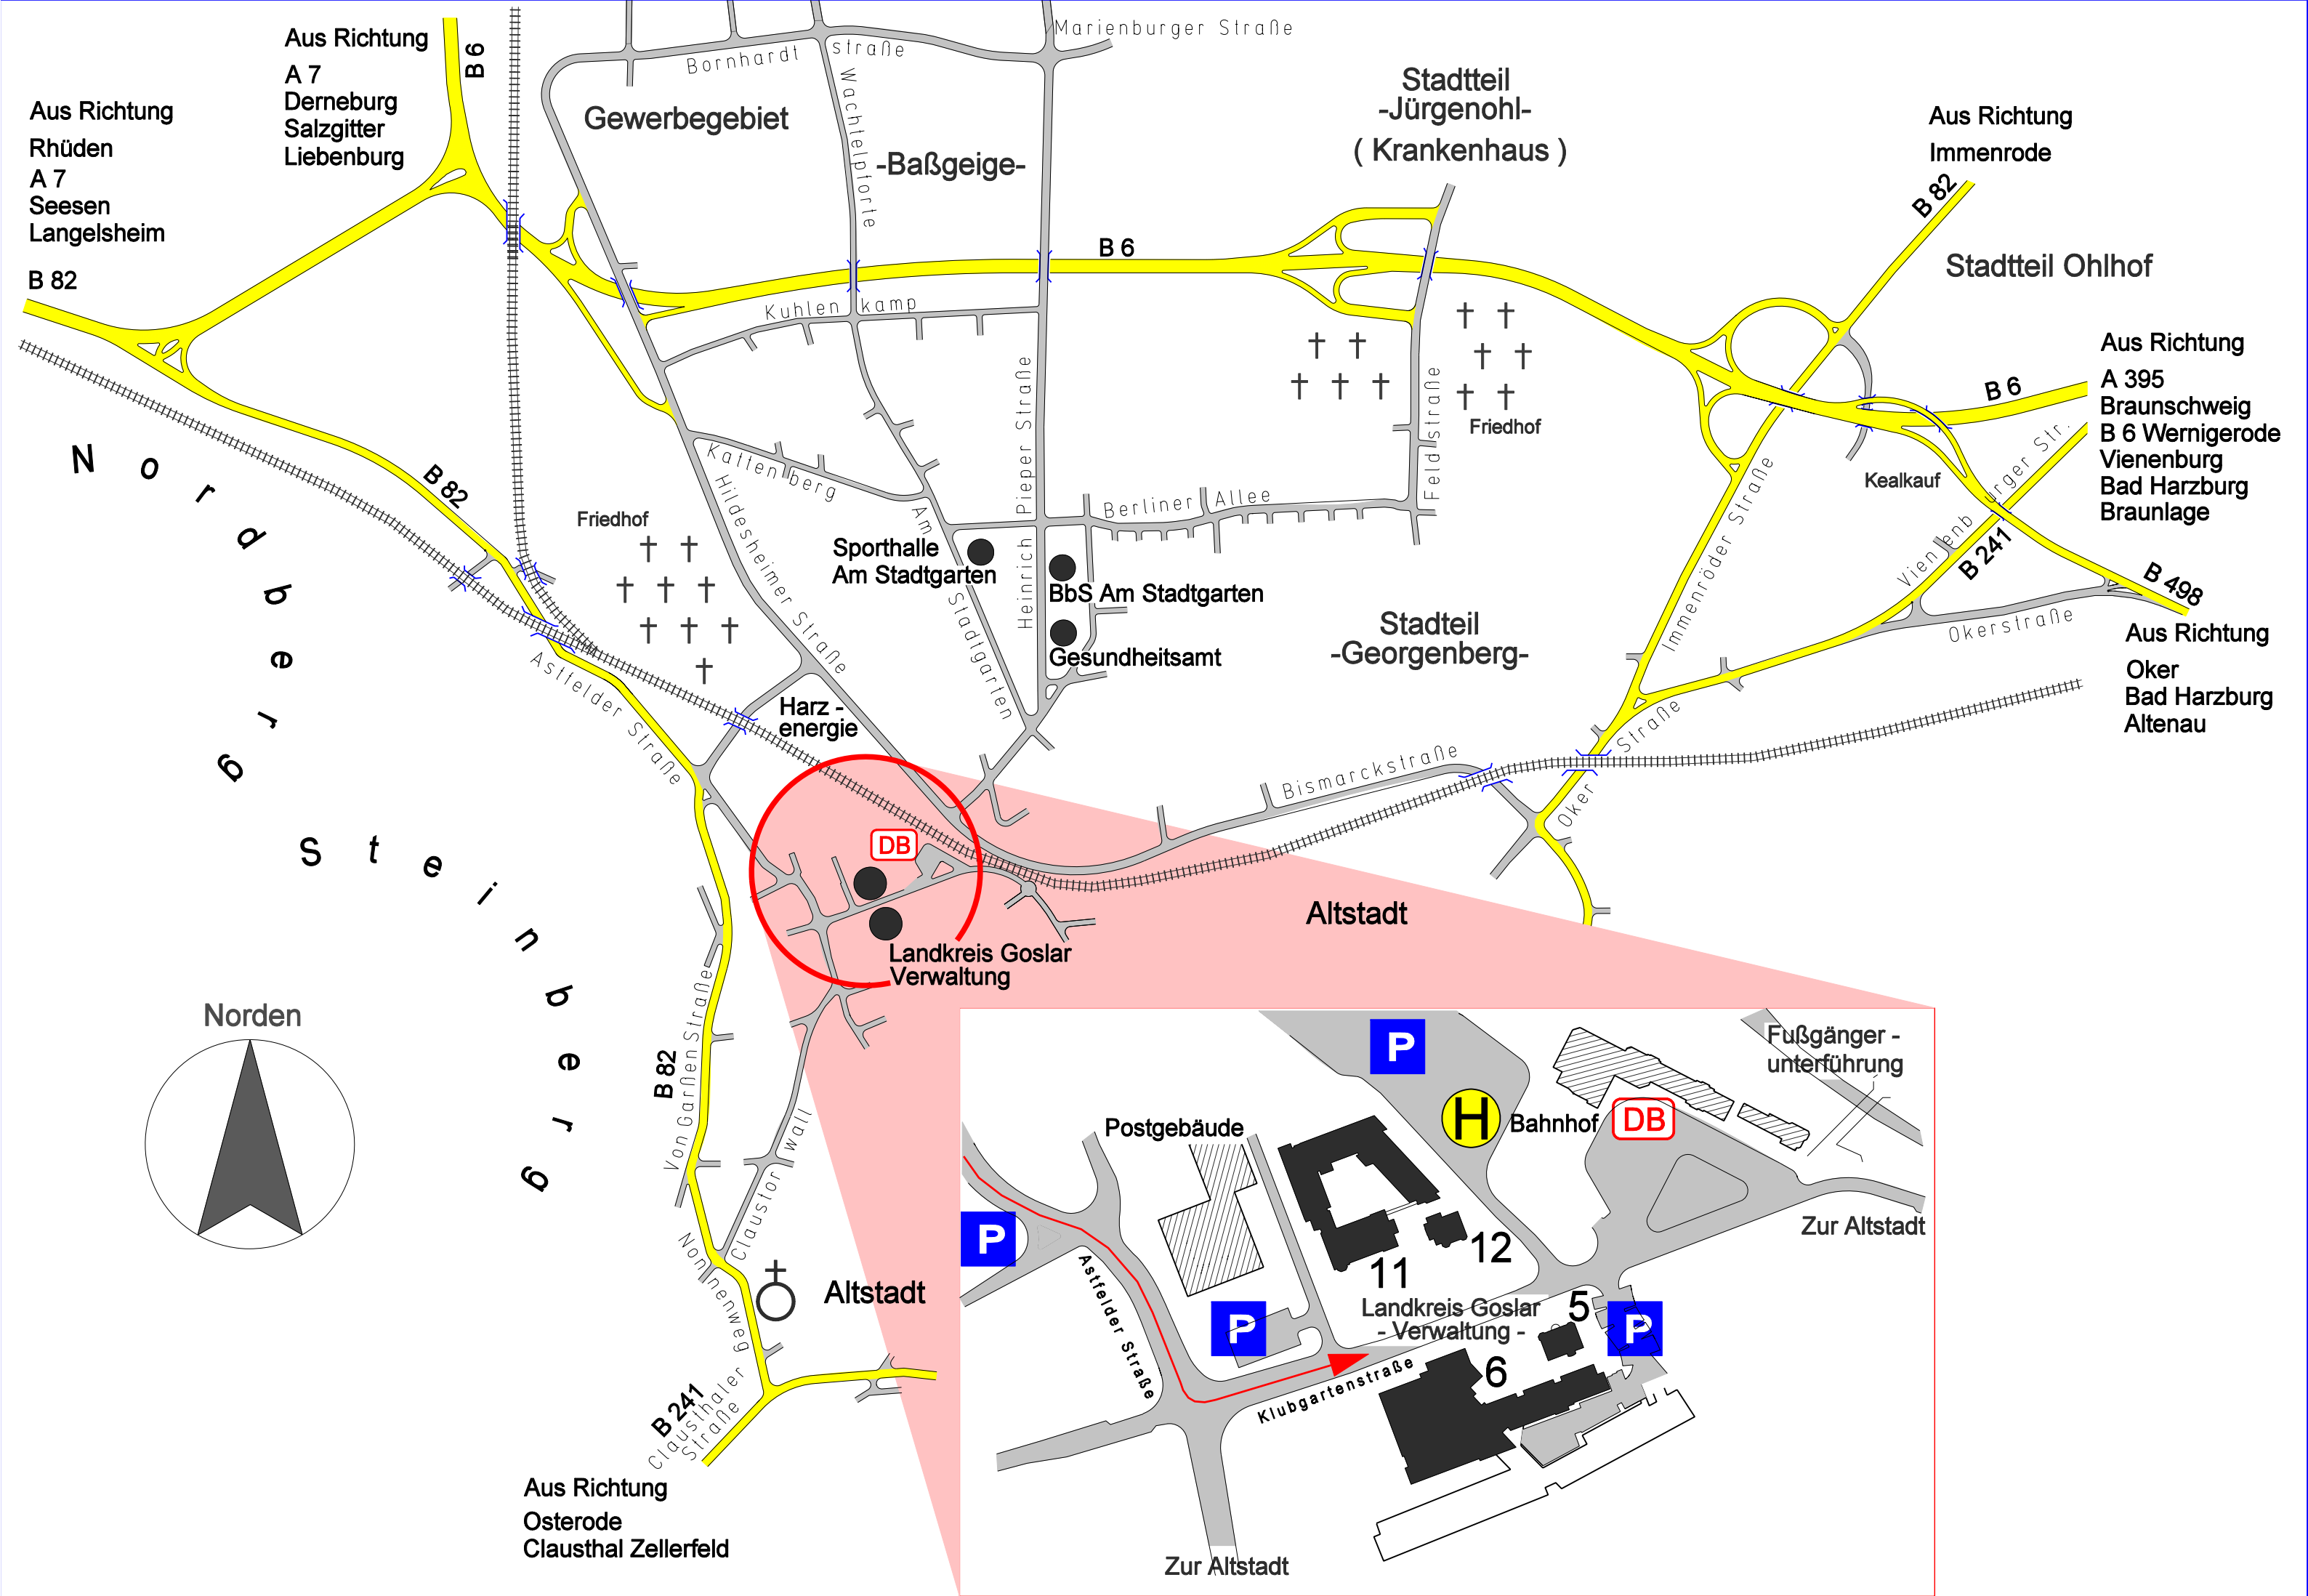 Aus Richtung
A 7
Derneburg
Salzgitter
Liebenburg
B 6
Aus Richtung
Rhüden
A 7
Seesen
Langelsheim
B 82
Bornhardt straße
Marienburger Straße
Gewerbegebiet
-Baßgeige-
Wachtelpforte
Stadtteil
-Jürgenohl-
( Krankenhaus )
Aus Richtung
Immenrode
B 82
Stadtteil Ohlhof
B 6
Kuhlen kamp
Aus Richtung
A 395
Braunschweig
B 6 Wernigerode
Vienenburg
Bad Harzburg
Braunlage
B 6
Friedhof
Feldstraße
Kealkauf
Vienenburger Str.
B 241
B 498
Okerstraße
Aus Richtung
Oker
Bad Harzburg
Altenau
Immenröder Straße
Nordberg
B 82
Friedhof
Kattenberg
Hildesheimer Straße
Am Stadtgarten
Heinrich Pieper Straße
Berliner Allee
Sporthalle
Am Stadtgarten
BbS Am Stadtgarten
Gesundheitsamt
Stadteil
-Georgenberg-
Astfelder Straße
Harz -
energie
Bismarckstraße
Oker Straße
Steinberg
DB
Altstadt
Landkreis Goslar
Verwaltung
Norden
B 82
Von Garßen Straße
Claustor wall
Nonnenweg
Altstadt
B 241
Clausthaler
Straße
Aus Richtung
Osterode
Clausthal Zellerfeld
P
Fußgänger -
unterführung
H
Bahnhof
DB
Postgebäude
P
Zur Altstadt
11
12
Astfelder Straße
P
Landkreis Goslar
- Verwaltung -
5
P
6
Klubgartenstraße
Zur Altstadt